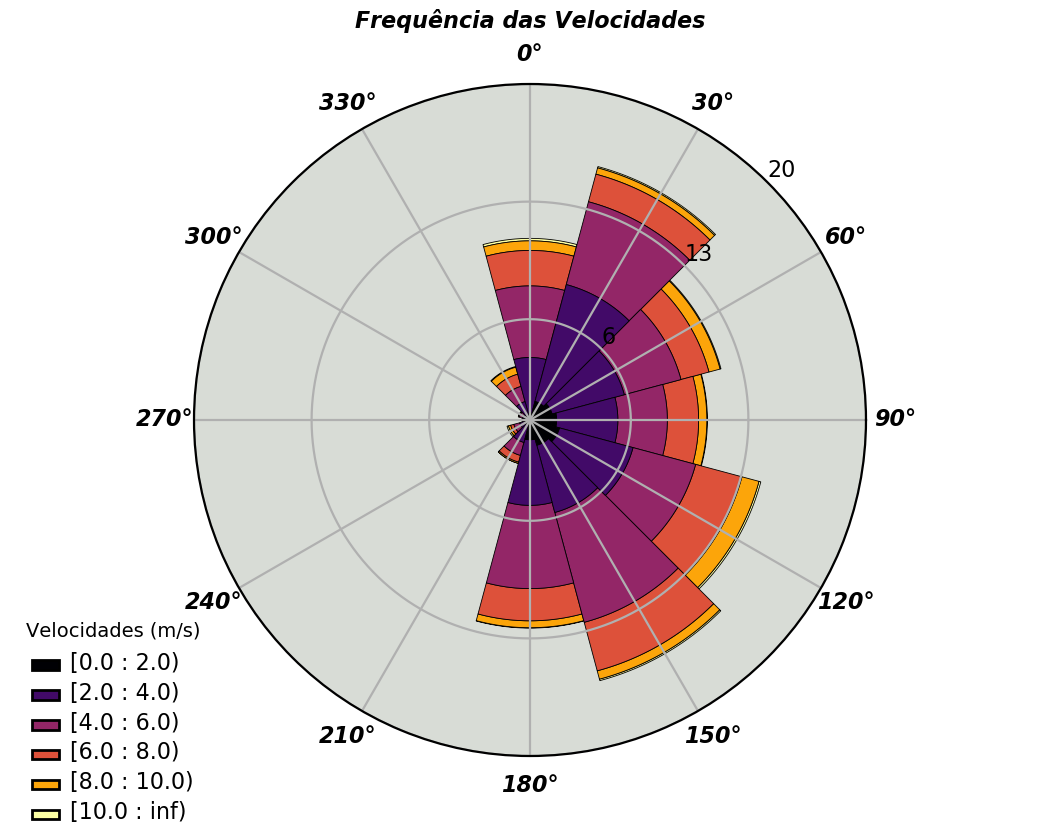 Frequência das Velocidades
0°
330°
30°
20
300°
60°
13
6
270°
90°
240°
120°
210°
150°
180°
Velocidades (m/s)
[0.0 : 2.0)
[2.0 : 4.0)
[4.0 : 6.0)
[6.0 : 8.0)
[8.0 : 10.0)
[10.0 : inf)